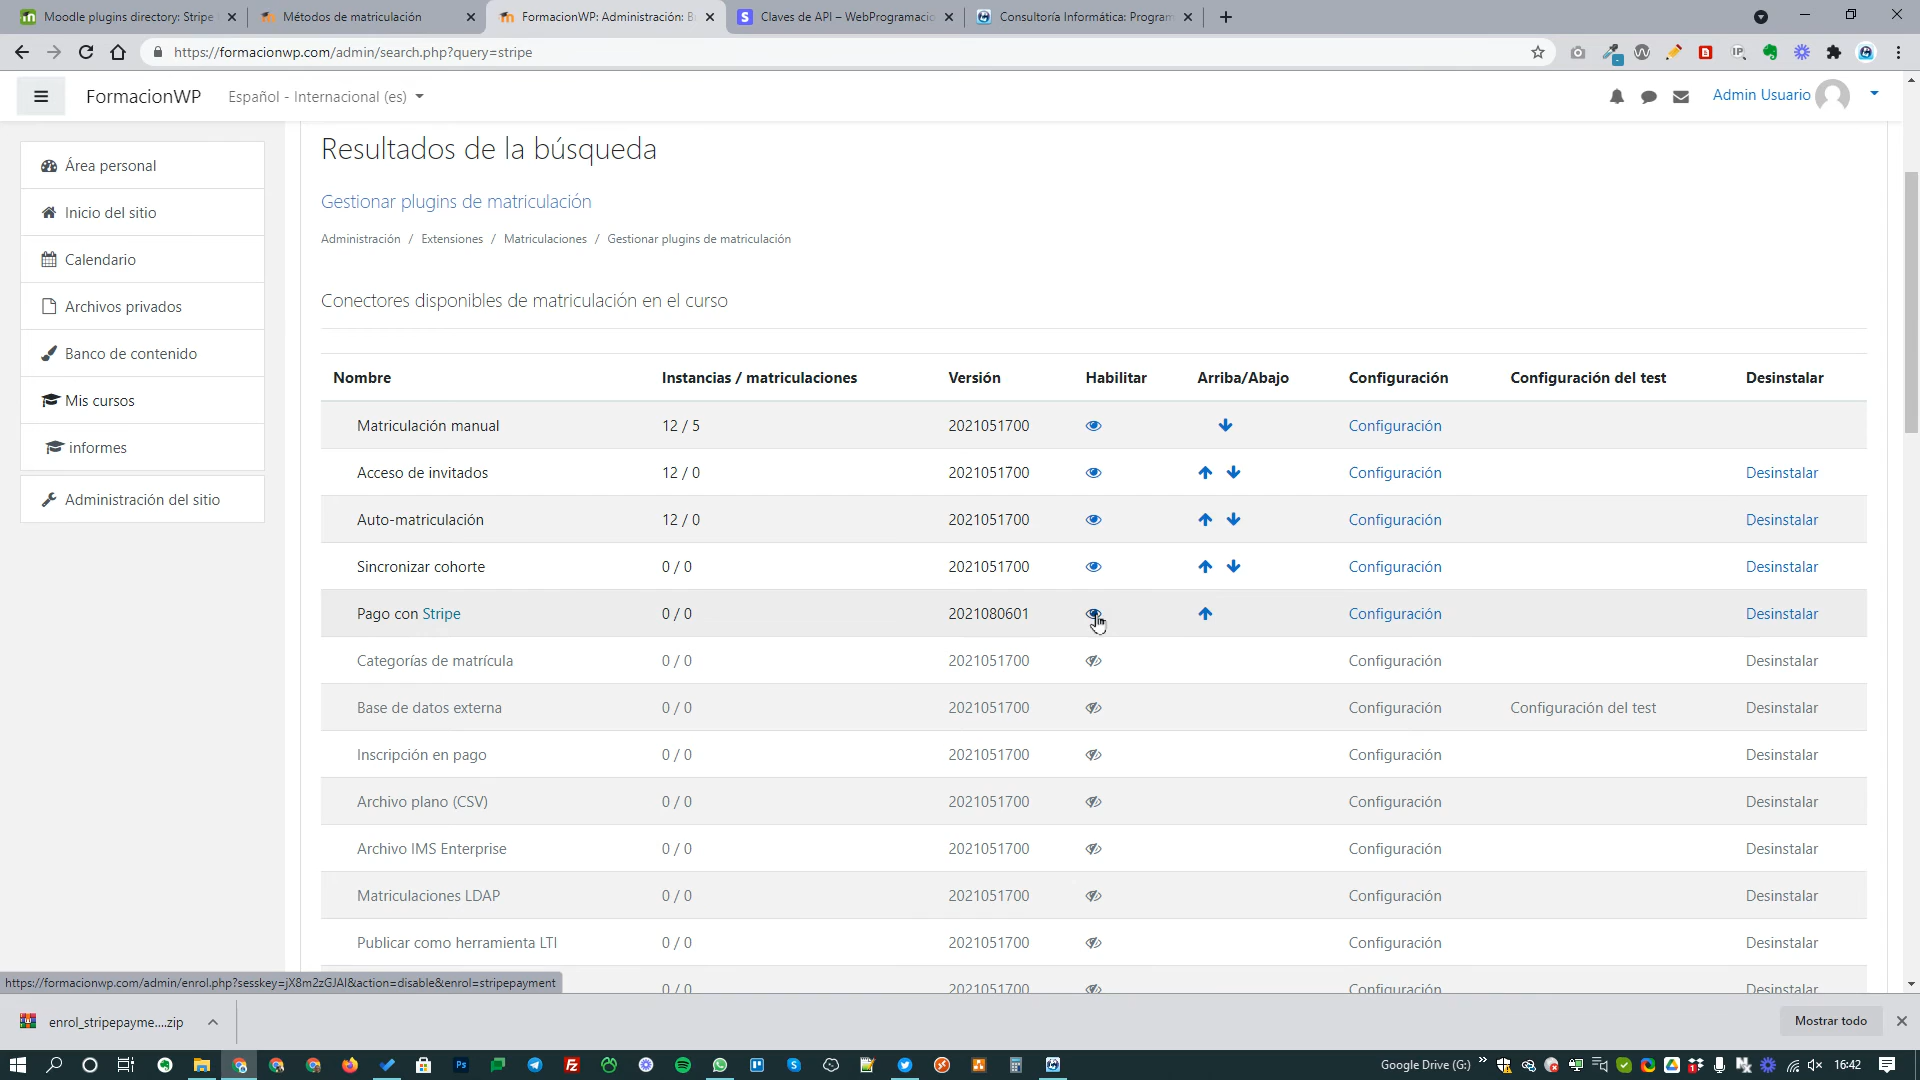 Moodle plugins directory: Stripe
Métodos de matriculación
FormacionWP: Administración: B
Claves de API – WebProgramacio
Consultoría Informática: Program
https://formacionwp.com/admin/search.php?query=stripe
FormacionWP
Español - Internacional (es)
Admin Usuario
Área personal
Inicio del sitio
Calendario
Archivos privados
Banco de contenido
Mis cursos
informes
Administración del sitio
Resultados de la búsqueda
Gestionar plugins de matriculación
Administración / Extensiones / Matriculaciones / Gestionar plugins de matriculación
Conectores disponibles de matriculación en el curso
Nombre Instancias / matriculaciones Versión Habilitar Arriba/Abajo Configuración Configuración del test Desinstalar
Matriculación manual 12 / 5 2021051700 Configuración
Acceso de invitados 12 / 0 2021051700 Configuración Desinstalar
Auto-matriculación 12 / 0 2021051700 Configuración Desinstalar
Sincronizar cohorte 0 / 0 2021051700 Configuración Desinstalar
Pago con Stripe 0 / 0 2021080601 Configuración Desinstalar
Categorías de matrícula 0 / 0 2021051700 Configuración Desinstalar
Base de datos externa 0 / 0 2021051700 Configuración Configuración del test Desinstalar
Inscripción en pago 0 / 0 2021051700 Configuración Desinstalar
Archivo plano (CSV) 0 / 0 2021051700 Configuración Desinstalar
Archivo IMS Enterprise 0 / 0 2021051700 Configuración Desinstalar
Matriculaciones LDAP 0 / 0 2021051700 Configuración Desinstalar
Publicar como herramienta LTI 0 / 0 2021051700 Configuración Desinstalar
0 / 0 2021051700 Configuración Desinstalar
https://formacionwp.com/admin/enrol.php?sesskey=jX8m2zGJAI&action=disable&enrol=stripepayment
enrol_stripepayme....zip
Mostrar todo
Google Drive (G:)
16:42